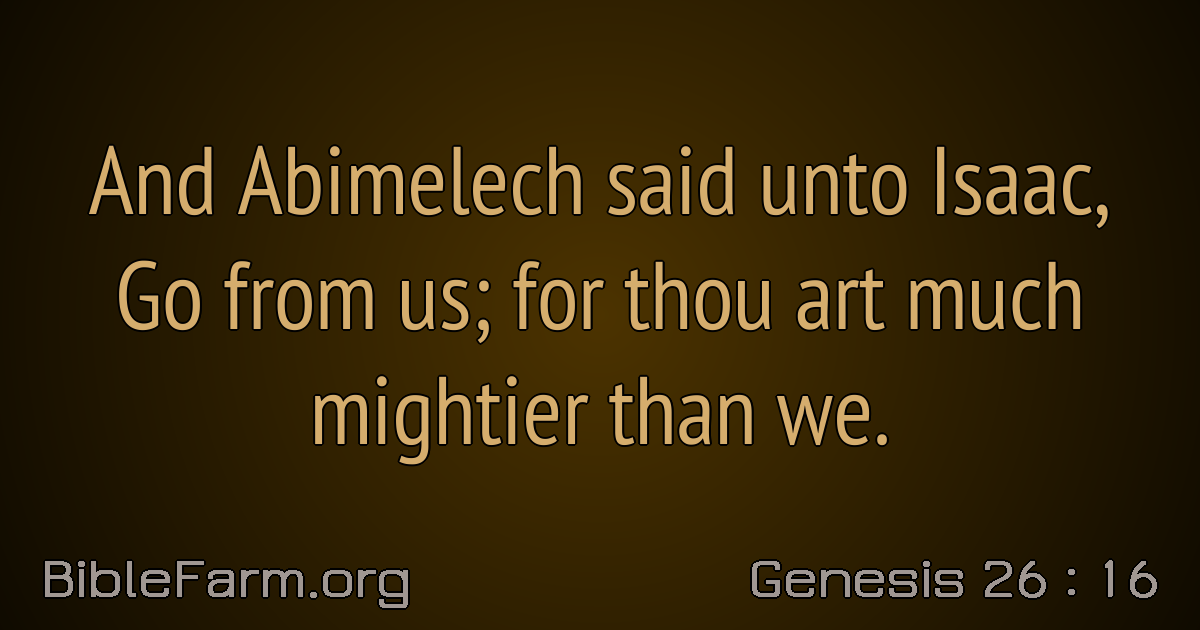 And Abimelech said unto Isaac,
Go from us; for thou art much
mightier than we.
BibleFarm.org
Genesis 26 : 16